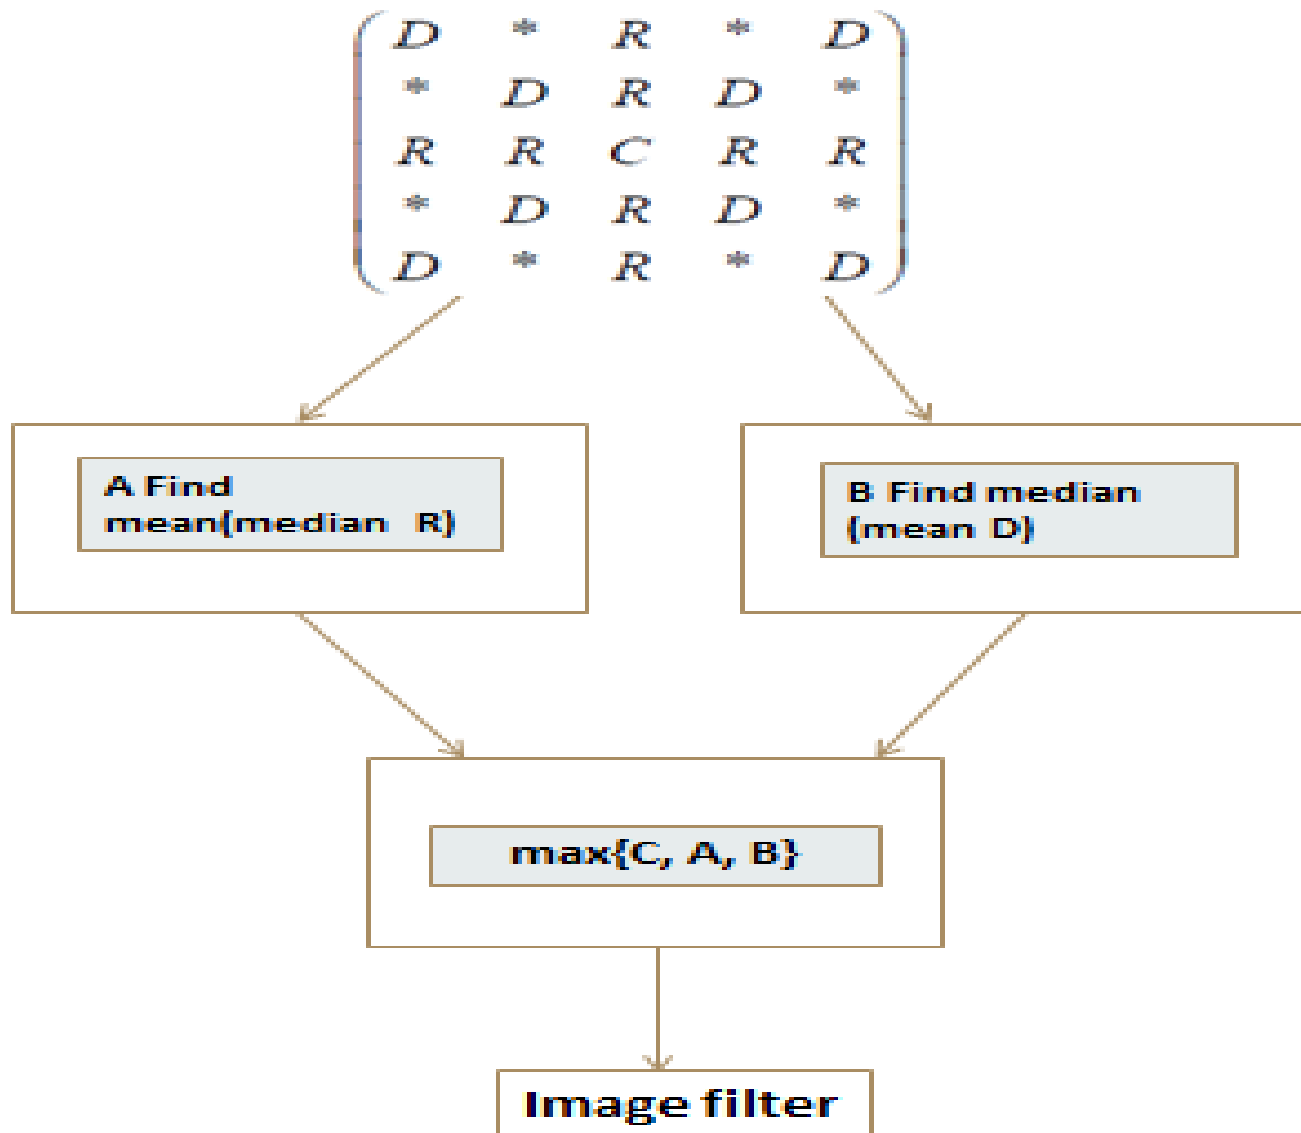 D * R * D
* D R D *
R R C R R
* D R D *
D * R * D
A Find
mean(median R)
B Find median
(mean D)
max{C, A, B}
Image filter